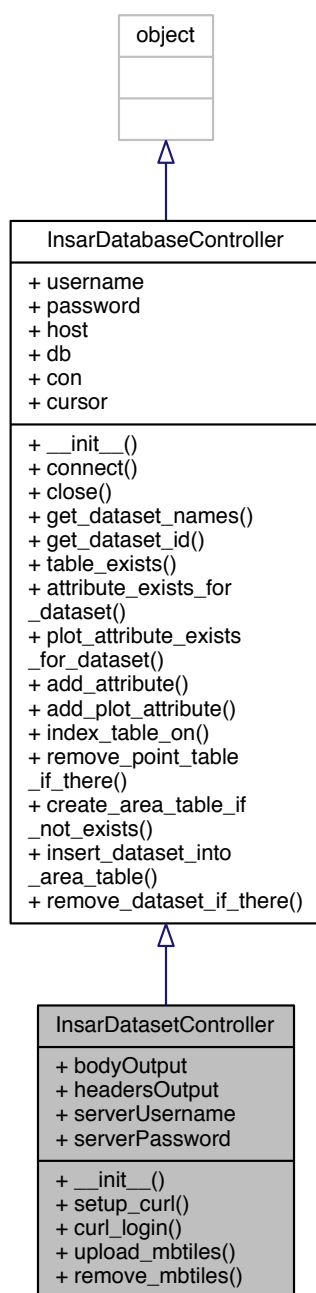 object
InsarDatabaseController
+ username
+ password
+ host
+ db
+ con
+ cursor
+ __init__()
+ connect()
+ close()
+ get_dataset_names()
+ get_dataset_id()
+ table_exists()
+ attribute_exists_for
_dataset()
+ plot_attribute_exists
_for_dataset()
+ add_attribute()
+ add_plot_attribute()
+ index_table_on()
+ remove_point_table
_if_there()
+ create_area_table_if
_not_exists()
+ insert_dataset_into
_area_table()
+ remove_dataset_if_there()
InsarDatasetController
+ bodyOutput
+ headersOutput
+ serverUsername
+ serverPassword
+ __init__()
+ setup_curl()
+ curl_login()
+ upload_mbtiles()
+ remove_mbtiles()